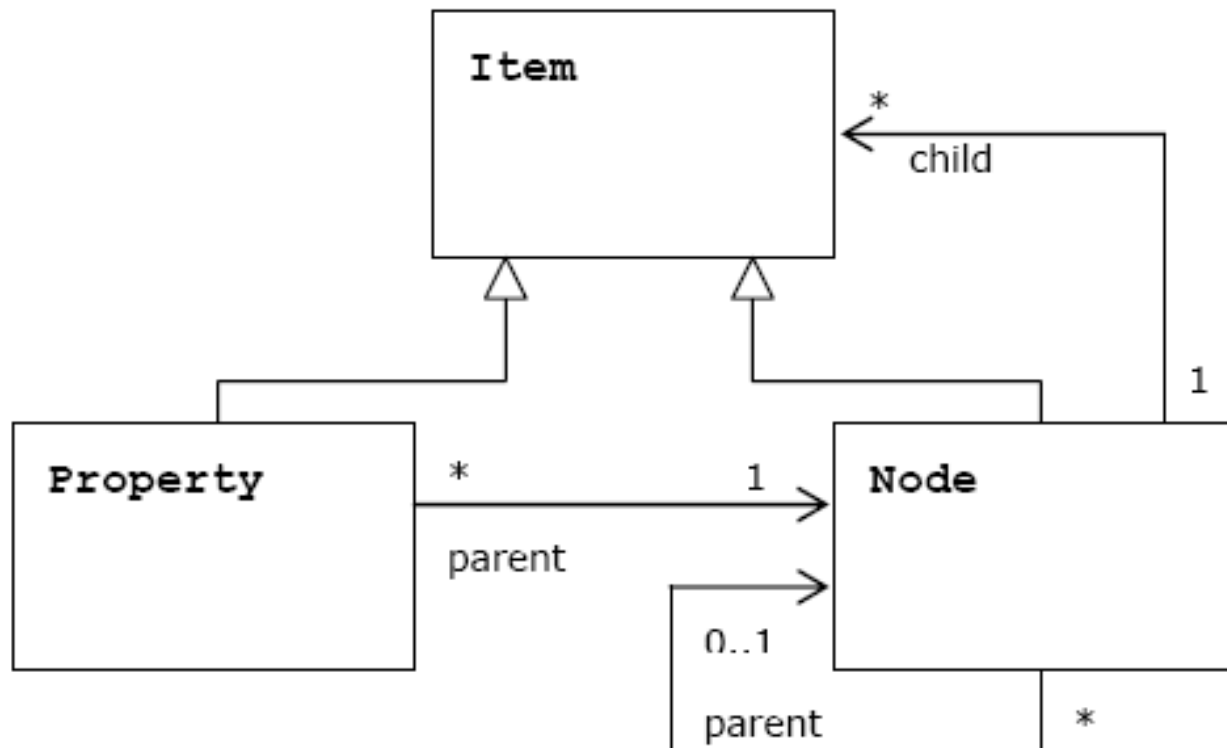 Item
*
child
1
Property
*
1
Node
parent
0..1
parent
*